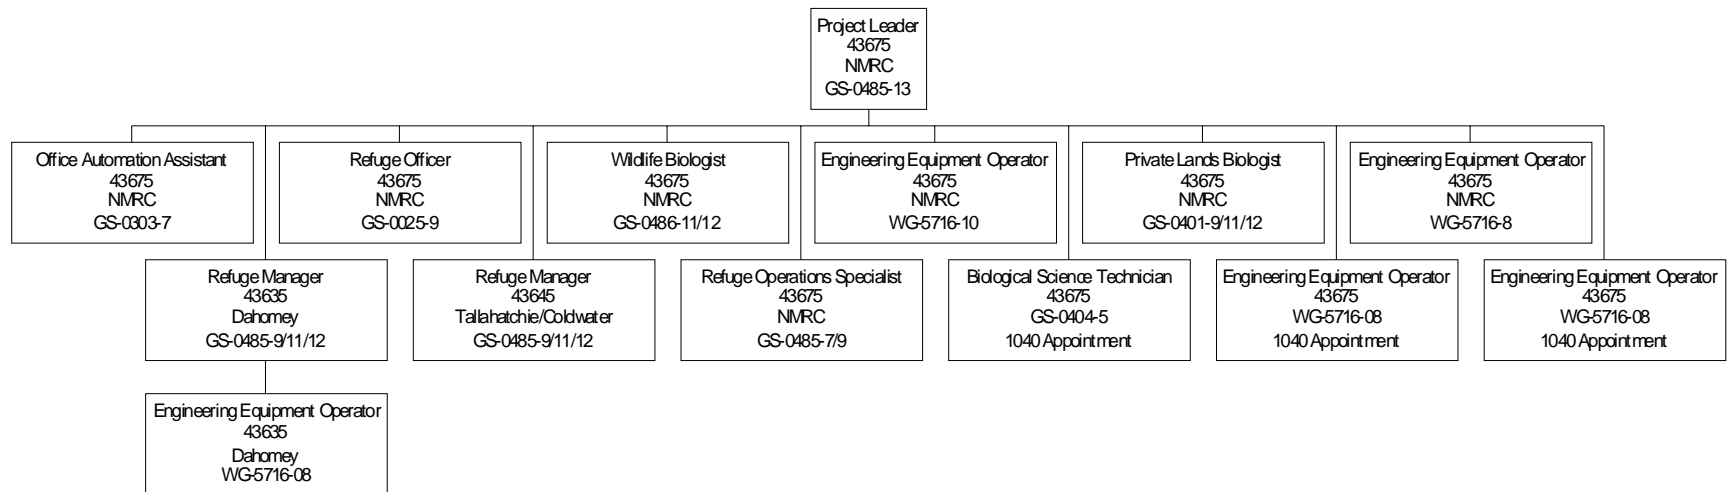 Project Leader
43675
NMRC
GS-0485-13
Office Automation Assistant
43675
NMRC
GS-0303-7
Refuge Officer
43675
NMRC
GS-0025-9
Wildlife Biologist
43675
NMRC
GS-0486-11/12
Engineering Equipment Operator
43675
NMRC
WG-5716-10
Private Lands Biologist
43675
NMRC
GS-0401-9/11/12
Engineering Equipment Operator
43675
NMRC
WG-5716-8
Refuge Manager
43635
Dahomey
GS-0485-9/11/12
Refuge Manager
43645
Tallahatchie/Coldwater
GS-0485-9/11/12
Refuge Operations Specialist
43675
NMRC
GS-0485-7/9
Biological Science Technician
43675
GS-0404-5
1040 Appointment
Engineering Equipment Operator
43675
WG-5716-08
1040 Appointment
Engineering Equipment Operator
43675
WG-5716-08
1040 Appointment
Engineering Equipment Operator
43635
Dahomey
WG-5716-08